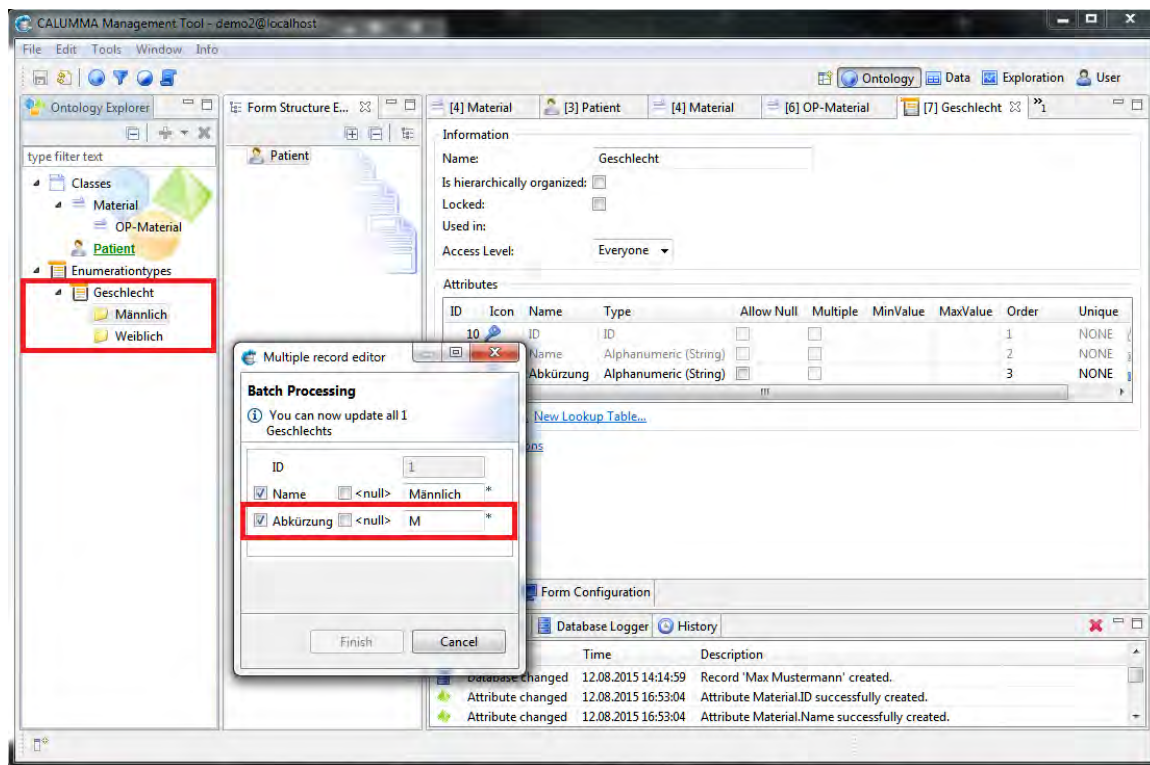 CALUMMA Management Tool - demo2@localhost
File Edit Tools Window Info
Ontology Data Exploration User
Ontology Explorer
type filter text
Classes
Material
OP-Material
Patient
Enumerationtypes
Geschlecht
Männlich
Weiblich
Form Structure E...
Patient
[4] Material [3] Patient [4] Material [6] OP-Material [7] Geschlecht »1
Information
Name: Geschlecht
Is hierarchically organized:
Locked:
Used in:
Access Level: Everyone
Attributes
ID Icon Name Type Allow Null Multiple MinValue MaxValue Order Unique
10 ID ID 1 NONE
Name Alphanumeric (String) 2 NONE
Abkürzung Alphanumeric (String) 3 NONE
New Lookup Table...
Multiple record editor
Batch Processing
You can now update all 1
Geschlechts
ID 1
Name <null> Männlich *
Abkürzung <null> M *
Finish Cancel
Form Configuration
Database Logger History
Time Description
Database changed 12.08.2015 14:14:59 Record 'Max Mustermann' created.
Attribute changed 12.08.2015 16:53:04 Attribute Material.ID successfully created.
Attribute changed 12.08.2015 16:53:04 Attribute Material.Name successfully created.